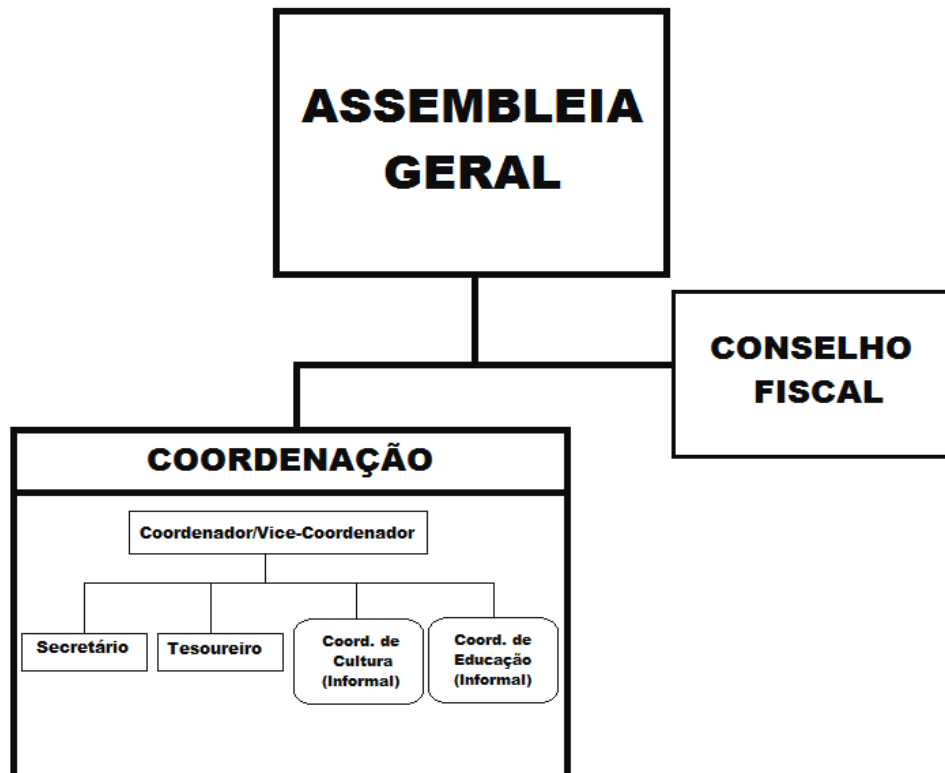 ASSEMBLEIA
GERAL
CONSELHO
FISCAL
COORDENAÇÃO
Coordenador/Vice-Coordenador
Secretário
Tesoureiro
Coord. de
Cultura
(Informal)
Coord. de
Educação
(Informal)